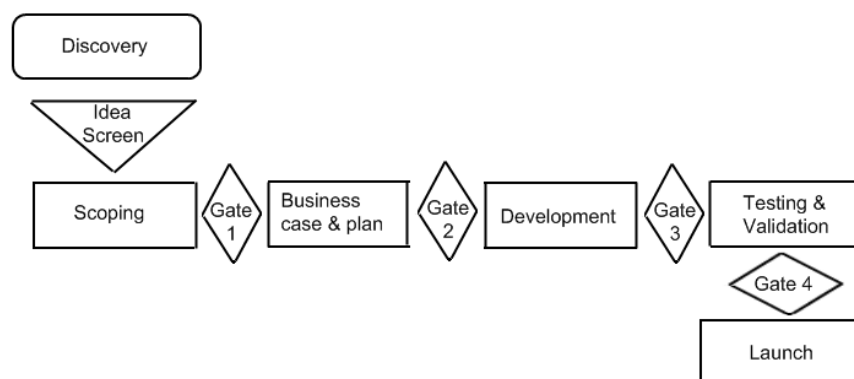 Discovery
Idea
Screen
Scoping
Gate
1
Business
case & plan
Gate
2
Development
Gate
3
Testing &
Validation
Gate 4
Launch